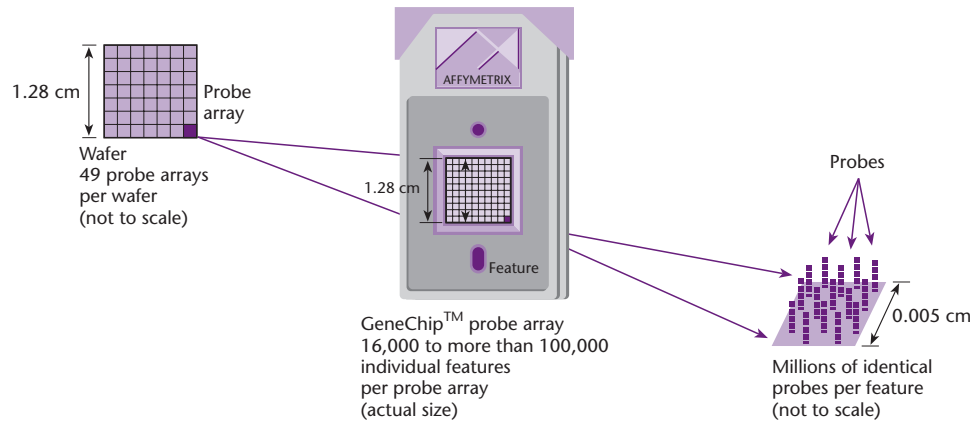 1.28 cm
Probe
array
Wafer
49 probe arrays
per wafer
(not to scale)
AFFYMETRIX
1.28 cm
Feature
GeneChip™ probe array
16,000 to more than 100,000
individual features
per probe array
(actual size)
Probes
0.005 cm
Millions of identical
probes per feature
(not to scale)